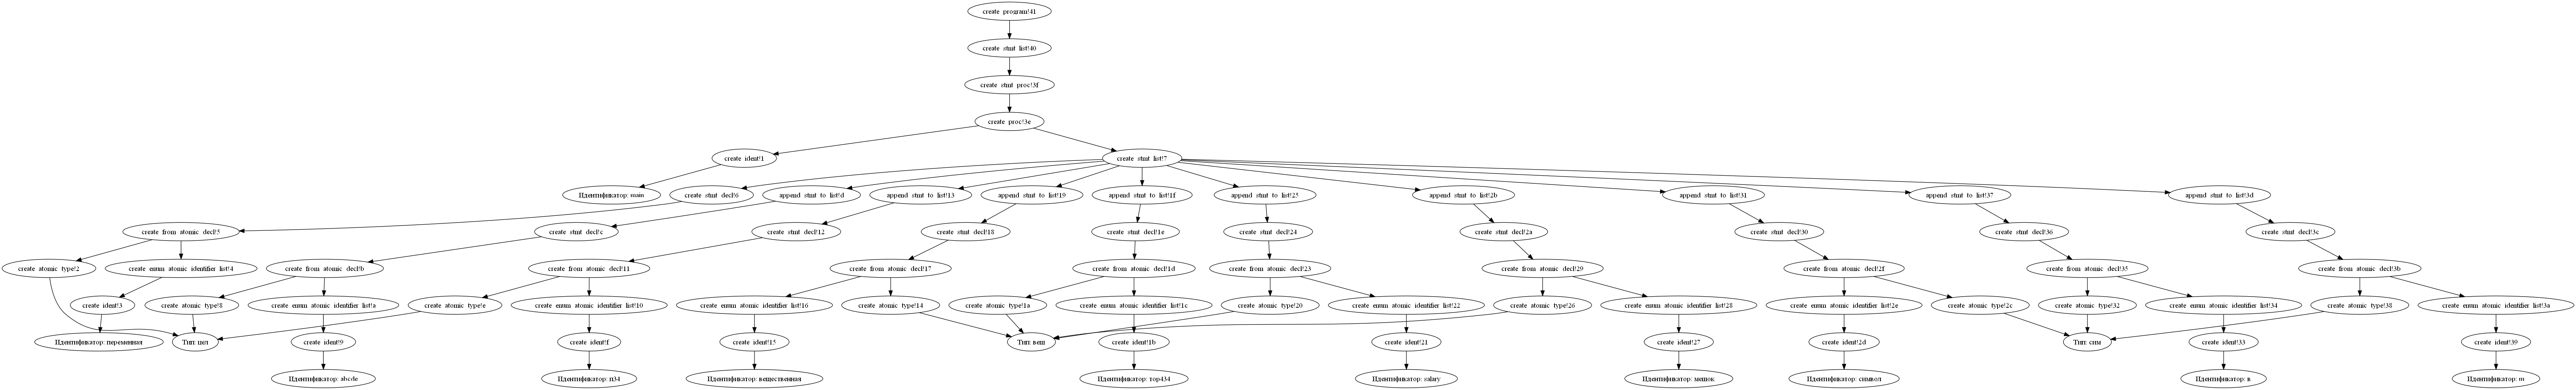 create program!41
create stmt list!40
create stmt proc!3f
create proc!3e
create ident!1
create stmt list!7
Идентификатор: main
create stmt decl!6
append stmt to list!d
append stmt to list!13
append stmt to list!19
append stmt to list!1f
append stmt to list!25
append stmt to list!2b
append stmt to list!31
append stmt to list!37
append stmt to list!3d
create from atomic decl!5
create stmt decl!c
create stmt decl!12
create stmt decl!18
create stmt decl!1e
create stmt decl!24
create stmt decl!2a
create stmt decl!30
create stmt decl!36
create stmt decl!3c
create atomic type!2
create enum atomic identifier list!4
create from atomic decl!b
create from atomic decl!11
create from atomic decl!17
create from atomic decl!1d
create from atomic decl!23
create from atomic decl!29
create from atomic decl!2f
create from atomic decl!35
create from atomic decl!3b
create ident!3
create atomic type!8
create enum atomic identifier list!a
create atomic type!e
create enum atomic identifier list!10
create enum atomic identifier list!16
create atomic type!14
create atomic type!1a
create enum atomic identifier list!1c
create atomic type!20
create enum atomic identifier list!22
create atomic type!26
create enum atomic identifier list!28
create enum atomic identifier list!2e
create atomic type!2c
create atomic type!32
create enum atomic identifier list!34
create atomic type!38
create enum atomic identifier list!3a
Идентификатор: переменная
Тип: цел
create ident!9
create ident!f
create ident!15
Тип: вещ
create ident!1b
create ident!21
create ident!27
create ident!2d
Тип: сим
create ident!33
create ident!39
Идентификатор: abcde
Идентификатор: п34
Идентификатор: вещественная
Идентификатор: тор434
Идентификатор: salary
Идентификатор: мешок
Идентификатор: символ
Идентификатор: в
Идентификатор: m